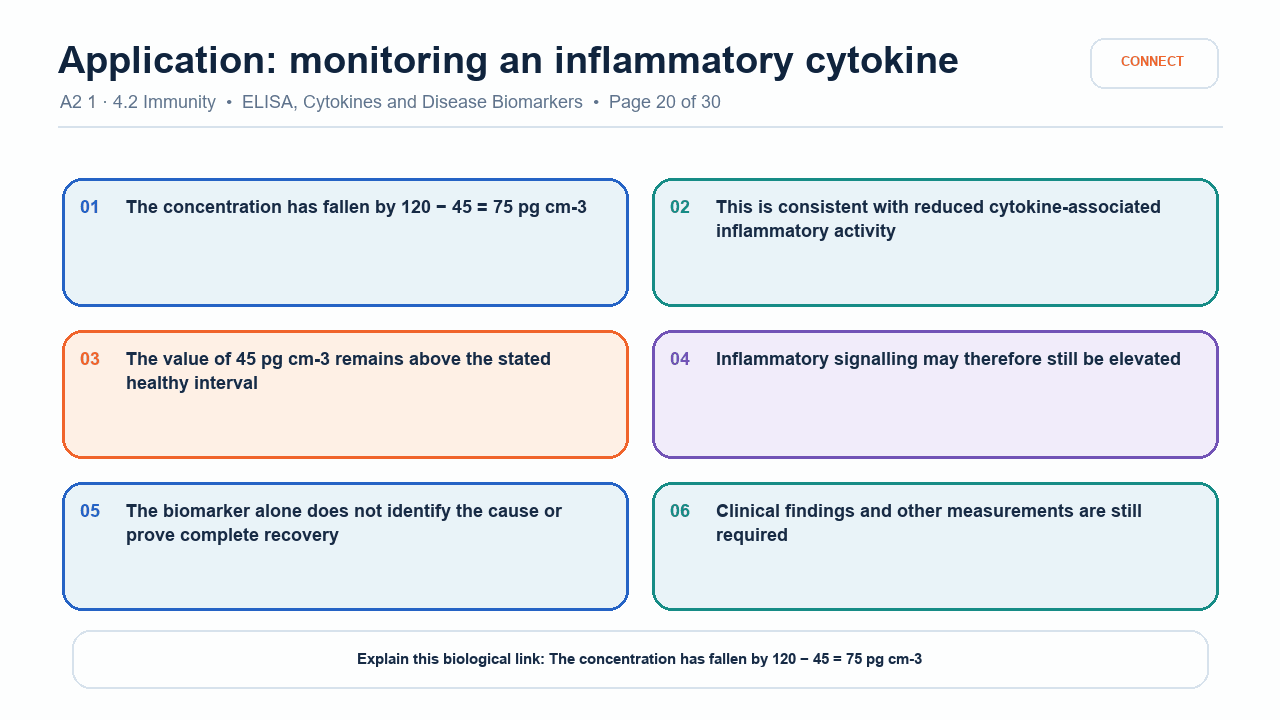 Application: monitoring an inflammatory cytokine
CONNECT
A2 1 · 4.2 Immunity • ELISA, Cytokines and Disease Biomarkers • Page 20 of 30
01 The concentration has fallen by 120 − 45 = 75 pg cm-3
02 This is consistent with reduced cytokine-associated
inflammatory activity
03 The value of 45 pg cm-3 remains above the stated
healthy interval
04 Inflammatory signalling may therefore still be elevated
05 The biomarker alone does not identify the cause or
prove complete recovery
06 Clinical findings and other measurements are still
required
Explain this biological link: The concentration has fallen by 120 − 45 = 75 pg cm-3